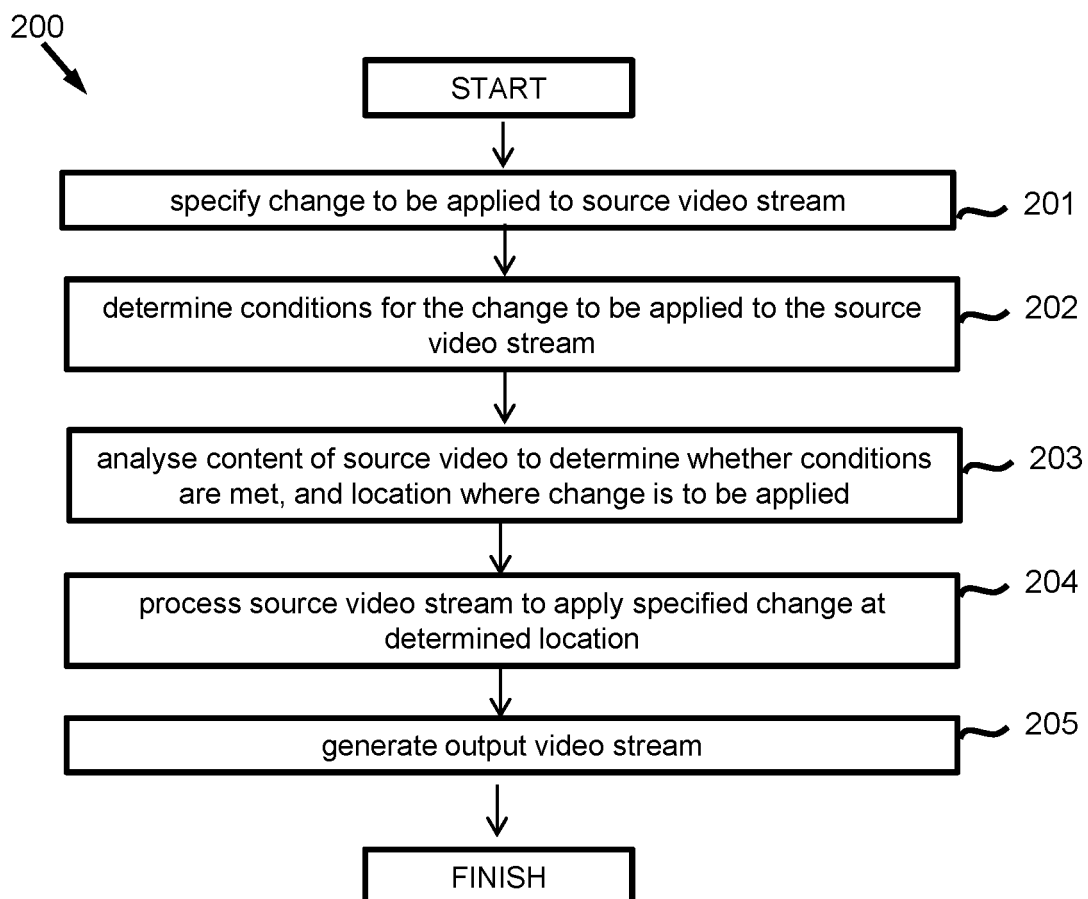 200
START
specify change to be applied to source video stream
201
determine conditions for the change to be applied to the source
video stream
202
analyse content of source video to determine whether conditions
are met, and location where change is to be applied
203
process source video stream to apply specified change at
determined location
204
generate output video stream
205
FINISH